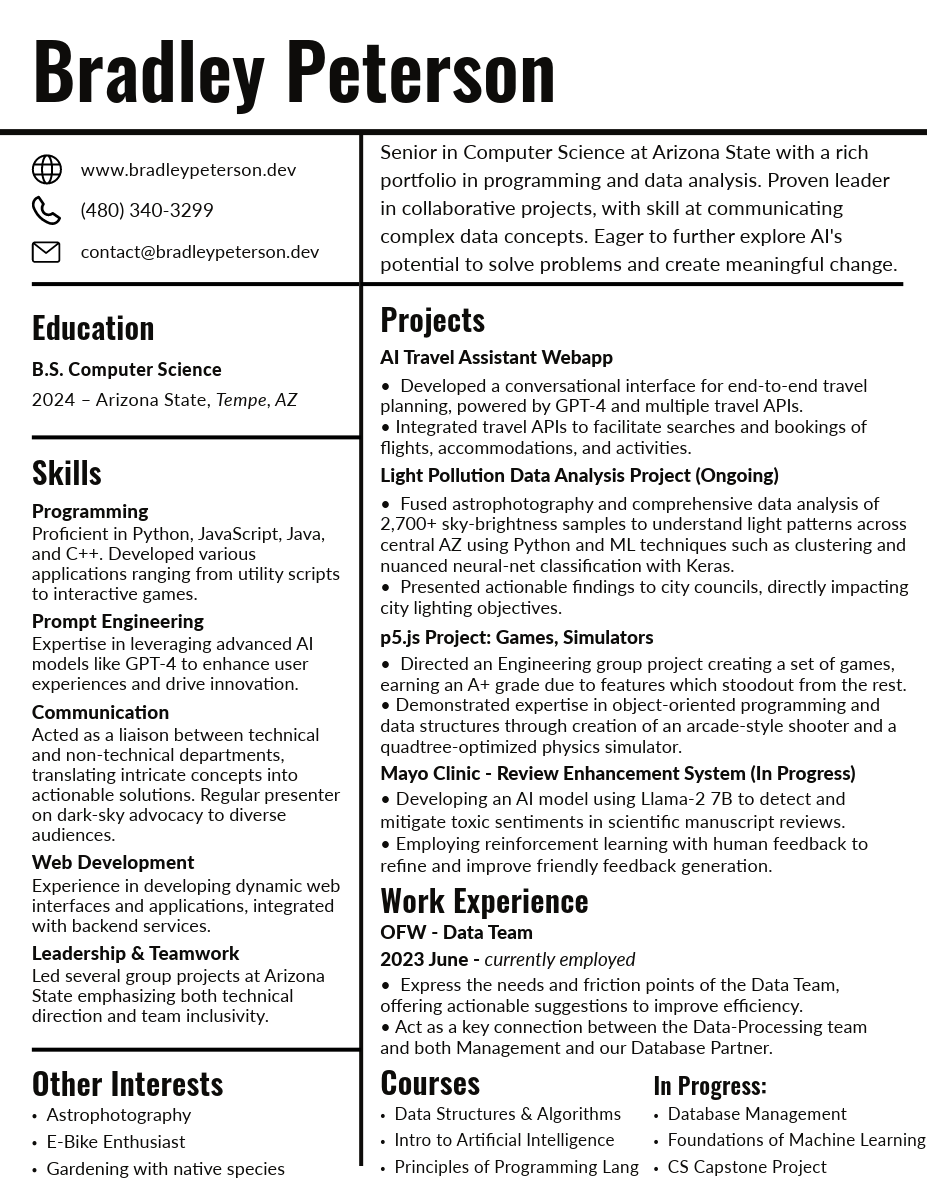 Bradley Peterson
www.bradleypeterson.dev
(480) 340-3299
contact@bradleypeterson.dev
Senior in Computer Science at Arizona State with a rich
portfolio in programming and data analysis. Proven leader
in collaborative projects, with skill at communicating
complex data concepts. Eager to further explore AI's
potential to solve problems and create meaningful change.
Education
B.S. Computer Science
2024 – Arizona State, Tempe, AZ
Skills
Programming
Proficient in Python, JavaScript, Java,
and C++. Developed various
applications ranging from utility scripts
to interactive games.
Prompt Engineering
Expertise in leveraging advanced AI
models like GPT-4 to enhance user
experiences and drive innovation.
Communication
Acted as a liaison between technical
and non-technical departments,
translating intricate concepts into
actionable solutions. Regular presenter
on dark-sky advocacy to diverse
audiences.
Web Development
Experience in developing dynamic web
interfaces and applications, integrated
with backend services.
Leadership & Teamwork
Led several group projects at Arizona
State emphasizing both technical
direction and team inclusivity.
Other Interests
• Astrophotography
• E-Bike Enthusiast
• Gardening with native species
Projects
AI Travel Assistant Webapp
• Developed a conversational interface for end-to-end travel
planning, powered by GPT-4 and multiple travel APIs.
• Integrated travel APIs to facilitate searches and bookings of
flights, accommodations, and activities.
Light Pollution Data Analysis Project (Ongoing)
• Fused astrophotography and comprehensive data analysis of
2,700+ sky-brightness samples to understand light patterns across
central AZ using Python and ML techniques such as clustering and
nuanced neural-net classification with Keras.
• Presented actionable findings to city councils, directly impacting
city lighting objectives.
p5.js Project: Games, Simulators
• Directed an Engineering group project creating a set of games,
earning an A+ grade due to features which stoodout from the rest.
• Demonstrated expertise in object-oriented programming and
data structures through creation of an arcade-style shooter and a
quadtree-optimized physics simulator.
Mayo Clinic - Review Enhancement System (In Progress)
• Developing an AI model using Llama-2 7B to detect and
mitigate toxic sentiments in scientific manuscript reviews.
• Employing reinforcement learning with human feedback to
refine and improve friendly feedback generation.
Work Experience
OFW - Data Team
2023 June - currently employed
• Express the needs and friction points of the Data Team,
offering actionable suggestions to improve efficiency.
• Act as a key connection between the Data-Processing team
and both Management and our Database Partner.
Courses
• Data Structures & Algorithms
• Intro to Artificial Intelligence
• Principles of Programming Lang
In Progress:
• Database Management
• Foundations of Machine Learning
• CS Capstone Project